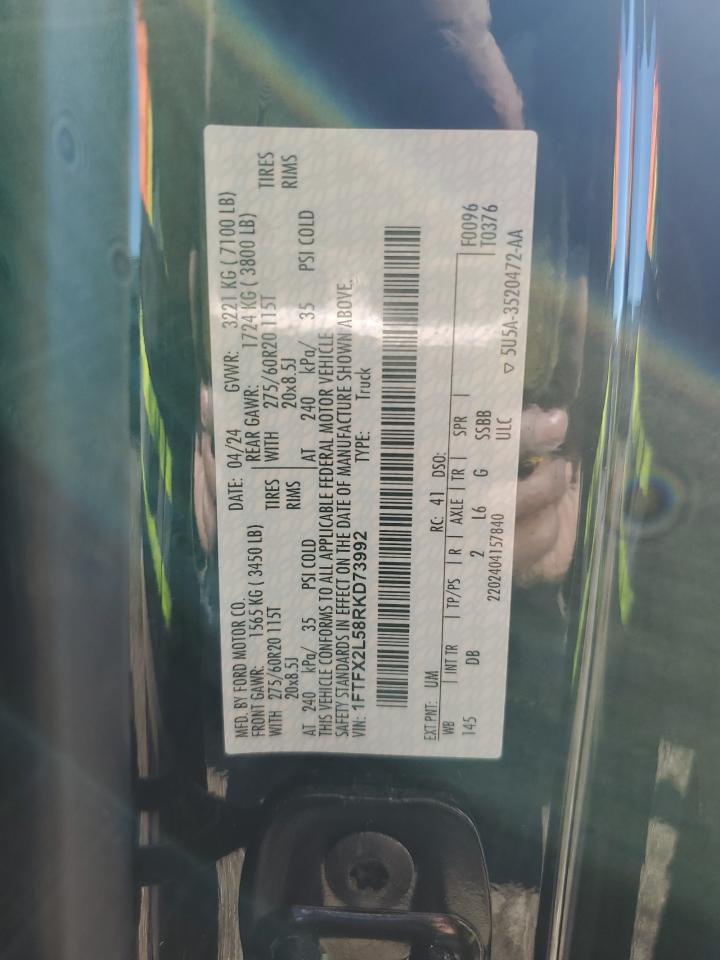 MFD. BY FORD MOTOR CO. DATE: 04/24 GVWR: 3221 KG ( 7100 LB)
FRONT GAWR: 1565 KG ( 3450 LB) REAR GAWR: 1724 KG ( 3800 LB)
WITH 275/60R20 115T TIRES WITH 275/60R20 115T TIRES
20x8.5J RIMS 20x8.5J RIMS
AT 240 kPa/ 35 PSI COLD AT 240 kPa/ 35 PSI COLD
THIS VEHICLE CONFORMS TO ALL APPLICABLE FEDERAL MOTOR VEHICLE
SAFETY STANDARDS IN EFFECT ON THE DATE OF MANUFACTURE SHOWN ABOVE.
VIN: 1FTFX2L58RKD73992 TYPE: Truck
EXT PNT: UM RC: 41 DSO:
WB INT TR TP/PS R AXLE TR SPR F0096
145 DB 2 L6 G SSBB T0376
2202404157840 ULC ▽ 5U5A-3520472-AA